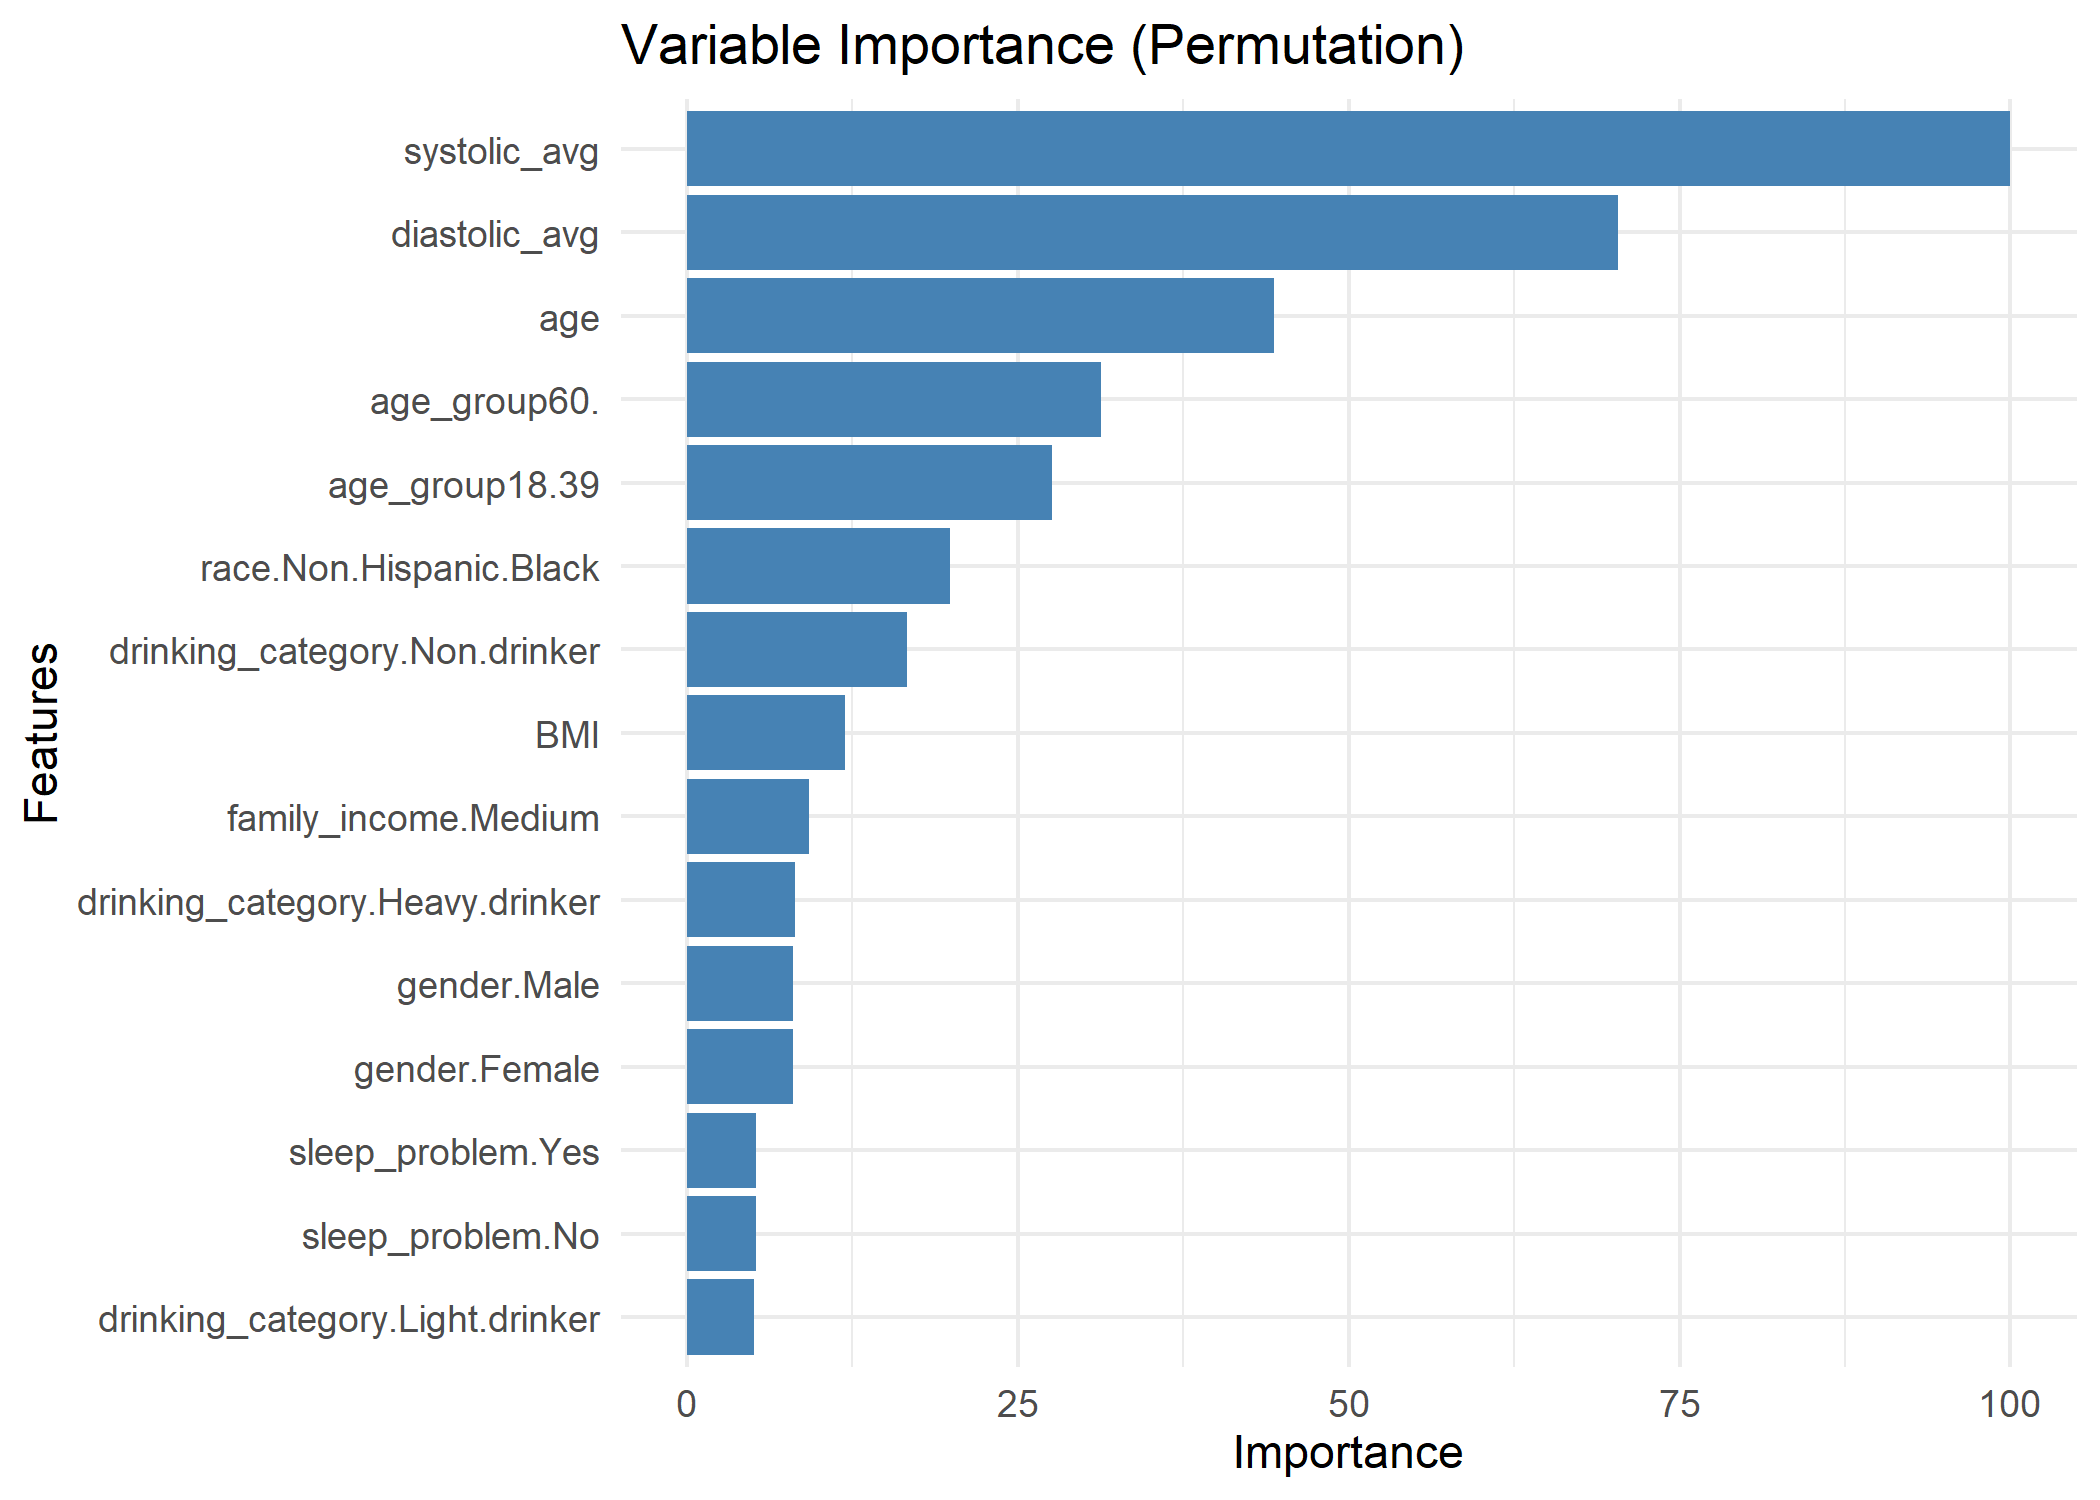 Variable Importance (Permutation)
Features
systolic_avg
diastolic_avg
age
age_group60.
age_group18.39
race.Non.Hispanic.Black
drinking_category.Non.drinker
BMI
family_income.Medium
drinking_category.Heavy.drinker
gender.Male
gender.Female
sleep_problem.Yes
sleep_problem.No
drinking_category.Light.drinker
0 25 50 75 100
Importance